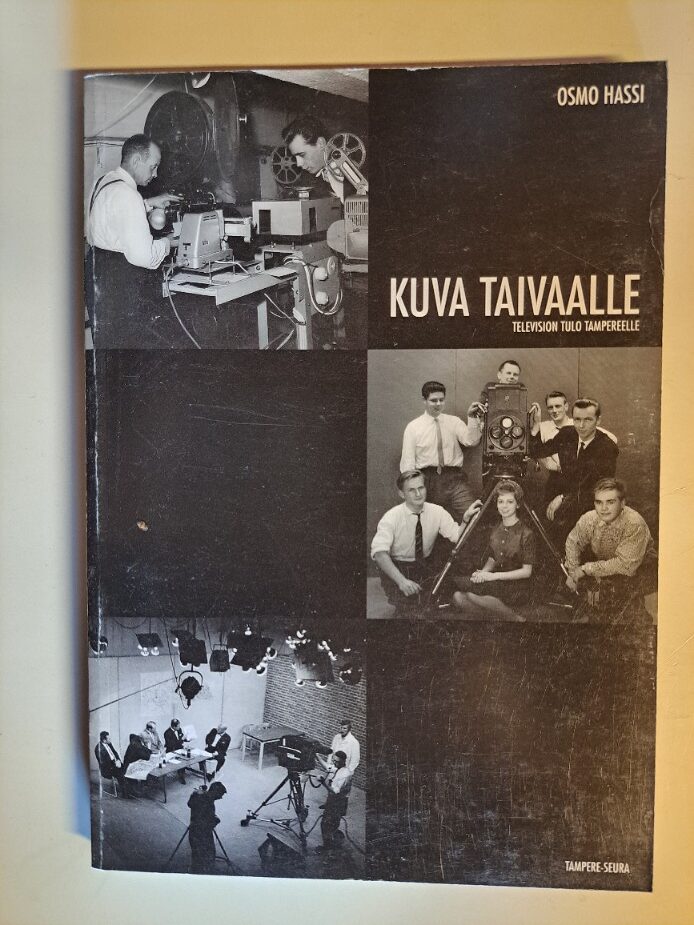 OSMO HASSI
KUVA TAIVAALLE
TELEVISION TULO TAMPEREELLE
TAMPERE-SEURA